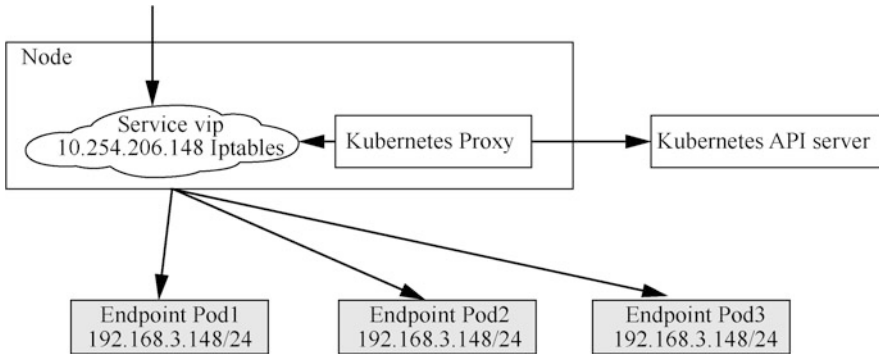 Node
Service vip
10.254.206.148 Iptables
Kubernetes Proxy
Kubernetes API server
Endpoint Pod1
192.168.3.148/24
Endpoint Pod2
192.168.3.148/24
Endpoint Pod3
192.168.3.148/24